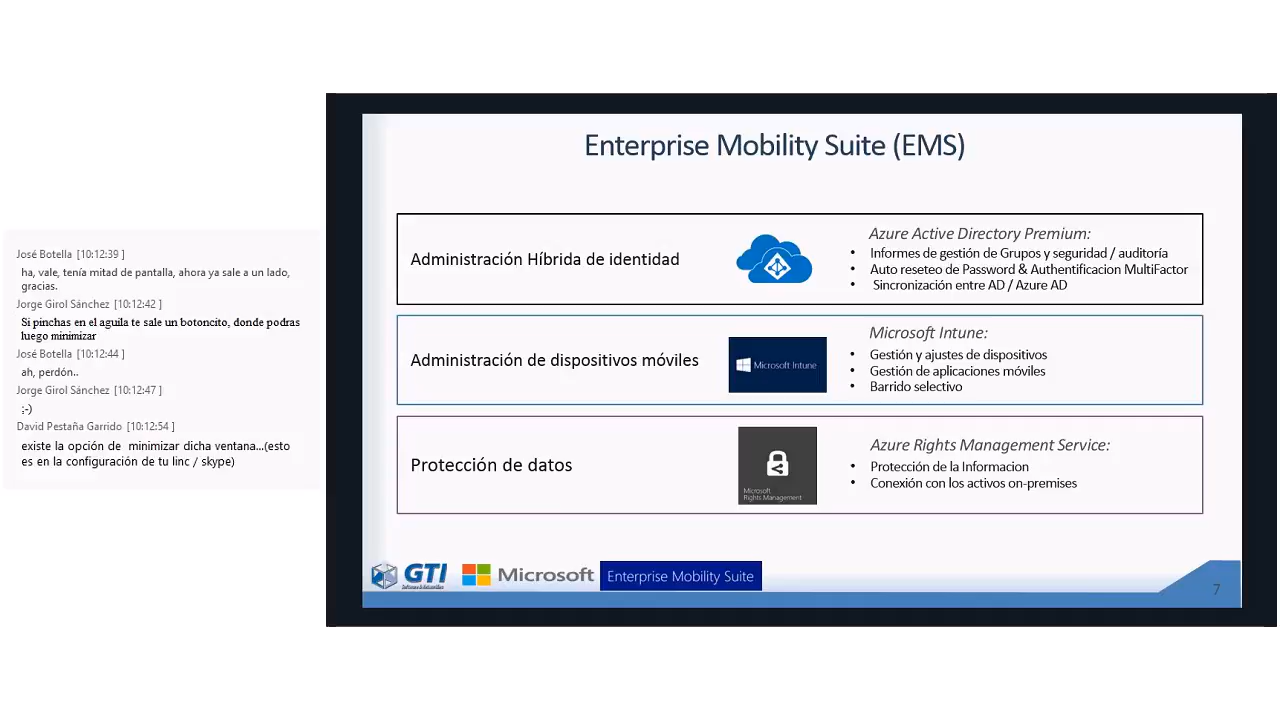 José Botella [10:12:39 ]
ha, vale, tenía mitad de pantalla, ahora ya sale a un lado,
gracias.
Jorge Girol Sánchez [10:12:42 ]
Si pinchas en el aguila te sale un botoncito, donde podras
luego minimizar
José Botella [10:12:44 ]
ah, perdón..
Jorge Girol Sánchez [10:12:47 ]
;-)
David Pestaña Garrido [10:12:54 ]
existe la opción de minimizar dicha ventana...(esto
es en la configuración de tu linc / skype)
Enterprise Mobility Suite (EMS)
Administración Híbrida de identidad
Azure Active Directory Premium:
• Informes de gestión de Grupos y seguridad / auditoría
• Auto reseteo de Password & Authentificacion MultiFactor
• Sincronización entre AD / Azure AD
Administración de dispositivos móviles
Microsoft Intune
Microsoft Intune:
• Gestión y ajustes de dispositivos
• Gestión de aplicaciones móviles
• Barrido selectivo
Protección de datos
Microsoft
Rights Management
Azure Rights Management Service:
• Protección de la Informacion
• Conexión con los activos on-premises
GTI
Microsoft
Enterprise Mobility Suite
7